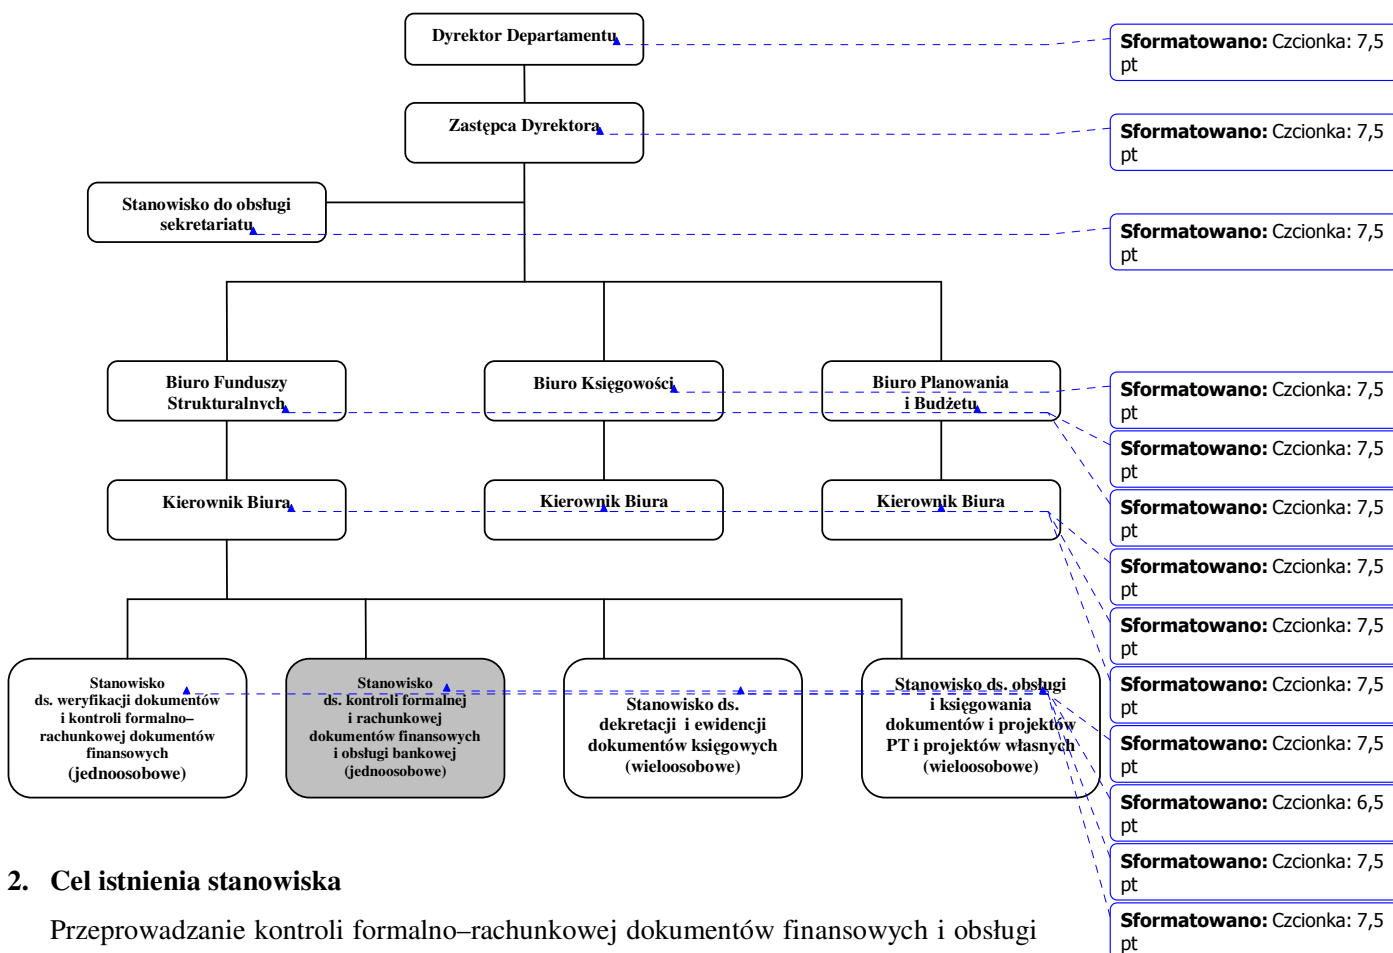 Dyrektor Departamentu
Zastępca Dyrektora
Stanowisko do obsługi
sekretariatu
Biuro Funduszy
Strukturalnych
Biuro Księgowości
Biuro Planowania
i Budżetu
Kierownik Biura
Kierownik Biura
Kierownik Biura
Stanowisko
ds. weryfikacji dokumentów
i kontroli formalno–
rachunkowej dokumentów
finansowych
(jednoosobowe)
Stanowisko
ds. kontroli formalnej
i rachunkowej
dokumentów finansowych
i obsługi bankowej
(jednoosobowe)
Stanowisko ds.
dekretacji i ewidencji
dokumentów księgowych
(wieloosobowe)
Stanowisko ds. obsługi
i księgowania
dokumentów i projektów
PT i projektów własnych
(wieloosobowe)
Sformatowano: Czcionka: 7,5
pt
Sformatowano: Czcionka: 7,5
pt
Sformatowano: Czcionka: 7,5
pt
Sformatowano: Czcionka: 7,5
pt
Sformatowano: Czcionka: 7,5
pt
Sformatowano: Czcionka: 7,5
pt
Sformatowano: Czcionka: 7,5
pt
Sformatowano: Czcionka: 7,5
pt
Sformatowano: Czcionka: 7,5
pt
Sformatowano: Czcionka: 7,5
pt
Sformatowano: Czcionka: 6,5
pt
Sformatowano: Czcionka: 7,5
pt
Sformatowano: Czcionka: 7,5
pt
2. Cel istnienia stanowiska
Przeprowadzanie kontroli formalno–rachunkowej dokumentów finansowych i obsługi